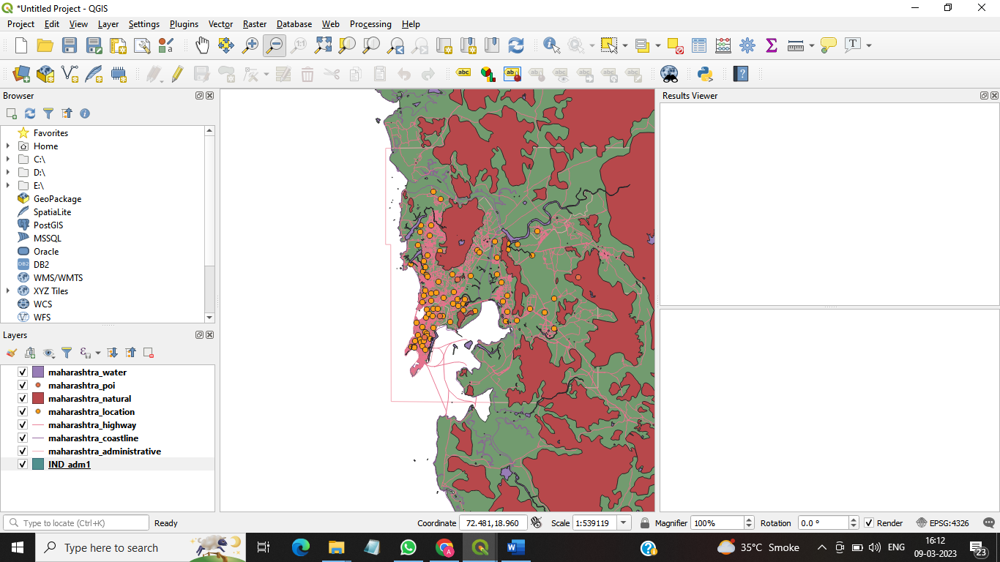 *Untitled Project - QGIS
Project Edit View Layer Settings Plugins Vector Raster Database Web Processing Help
Browser
Results Viewer
Favorites
Home
C:\
D:\
E:\
GeoPackage
SpatiaLite
PostGIS
MSSQL
Oracle
DB2
WMS/WMTS
XYZ Tiles
WCS
WFS
Layers
maharashtra_water
maharashtra_poi
maharashtra_natural
maharashtra_location
maharashtra_highway
maharashtra_coastline
maharashtra_administrative
IND_adm1
Type to locate (Ctrl+K) Ready Coordinate 72.481,18.960 Scale 1:539119 Magnifier 100% Rotation 0.0 ° Render EPSG:4326
Type here to search 35°C Smoke ENG 16:12
09-03-2023 23